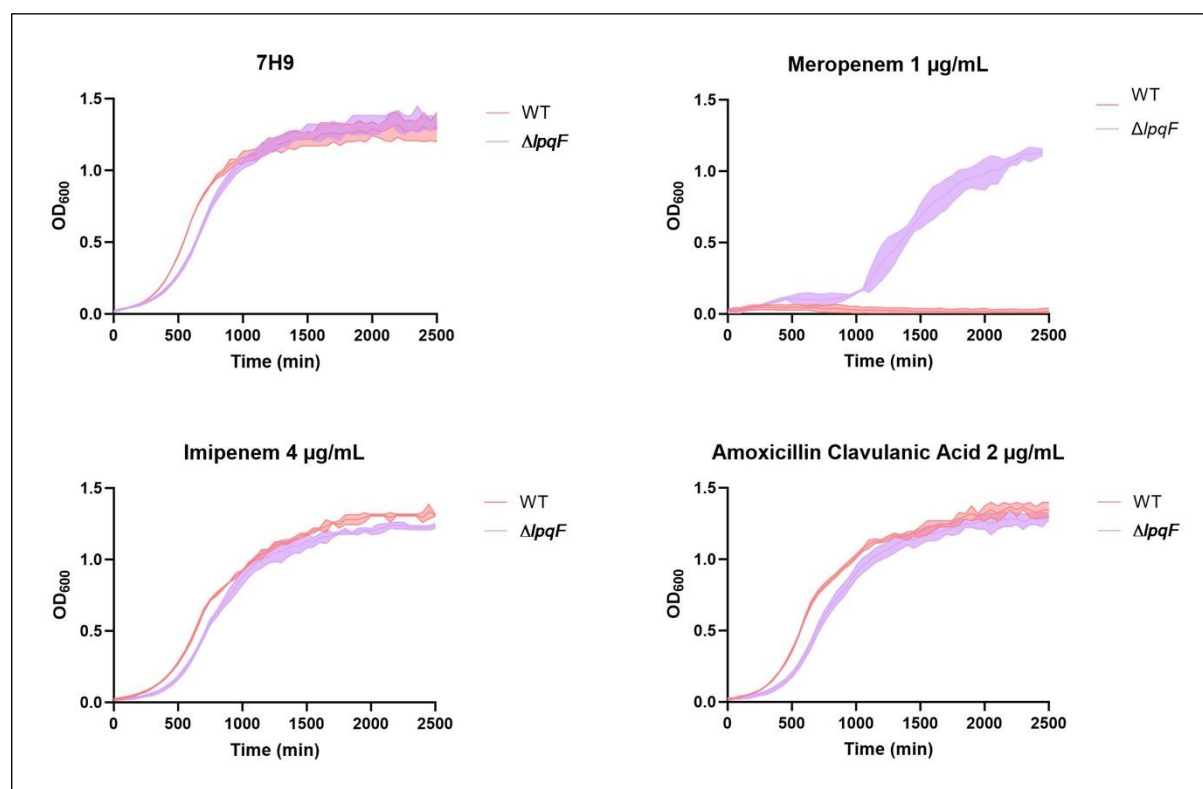 7H9
OD600
1.5
1.0
0.5
0.0
0 500 1000 1500 2000 2500
Time (min)
WT
ΔlpqF
Meropenem 1 µg/mL
OD600
1.5
1.0
0.5
0.0
0 500 1000 1500 2000 2500
Time (min)
WT
ΔlpqF
Imipenem 4 µg/mL
OD600
1.5
1.0
0.5
0.0
0 500 1000 1500 2000 2500
Time (min)
WT
ΔlpqF
Amoxicillin Clavulanic Acid 2 µg/mL
OD600
1.5
1.0
0.5
0.0
0 500 1000 1500 2000 2500
Time (min)
WT
ΔlpqF